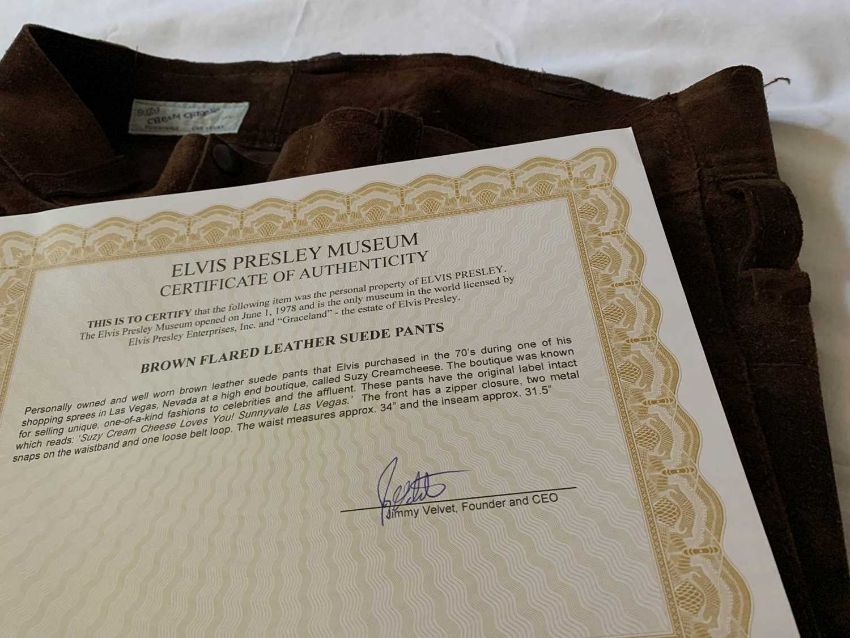 Suzy
CREAM CHEESE
ELVIS PRESLEY MUSEUM
CERTIFICATE OF AUTHENTICITY
THIS IS TO CERTIFY that the following item was the personal property of ELVIS PRESLEY.
The Elvis Presley Museum opened on June 1, 1978 and is the only museum in the world licensed by
Elvis Presley Enterprises, Inc. and “Graceland” - the estate of Elvis Presley.
BROWN FLARED LEATHER SUEDE PANTS
Personally owned and well worn brown leather suede pants that Elvis purchased in the 70's during one of his
shopping sprees in Las Vegas, Nevada at a high end boutique, called Suzy Creamcheese. The boutique was known
for selling unique, one-of-a-kind fashions to celebrities and the affluent. These pants have the original label intact
which reads: 'Suzy Cream Cheese Loves You! Sunnyvale Las Vegas.' The front has a zipper closure, two metal
snaps on the waistband and one loose belt loop. The waist measures approx. 34” and the inseam approx. 31.5”
Jimmy Velvet, Founder and CEO